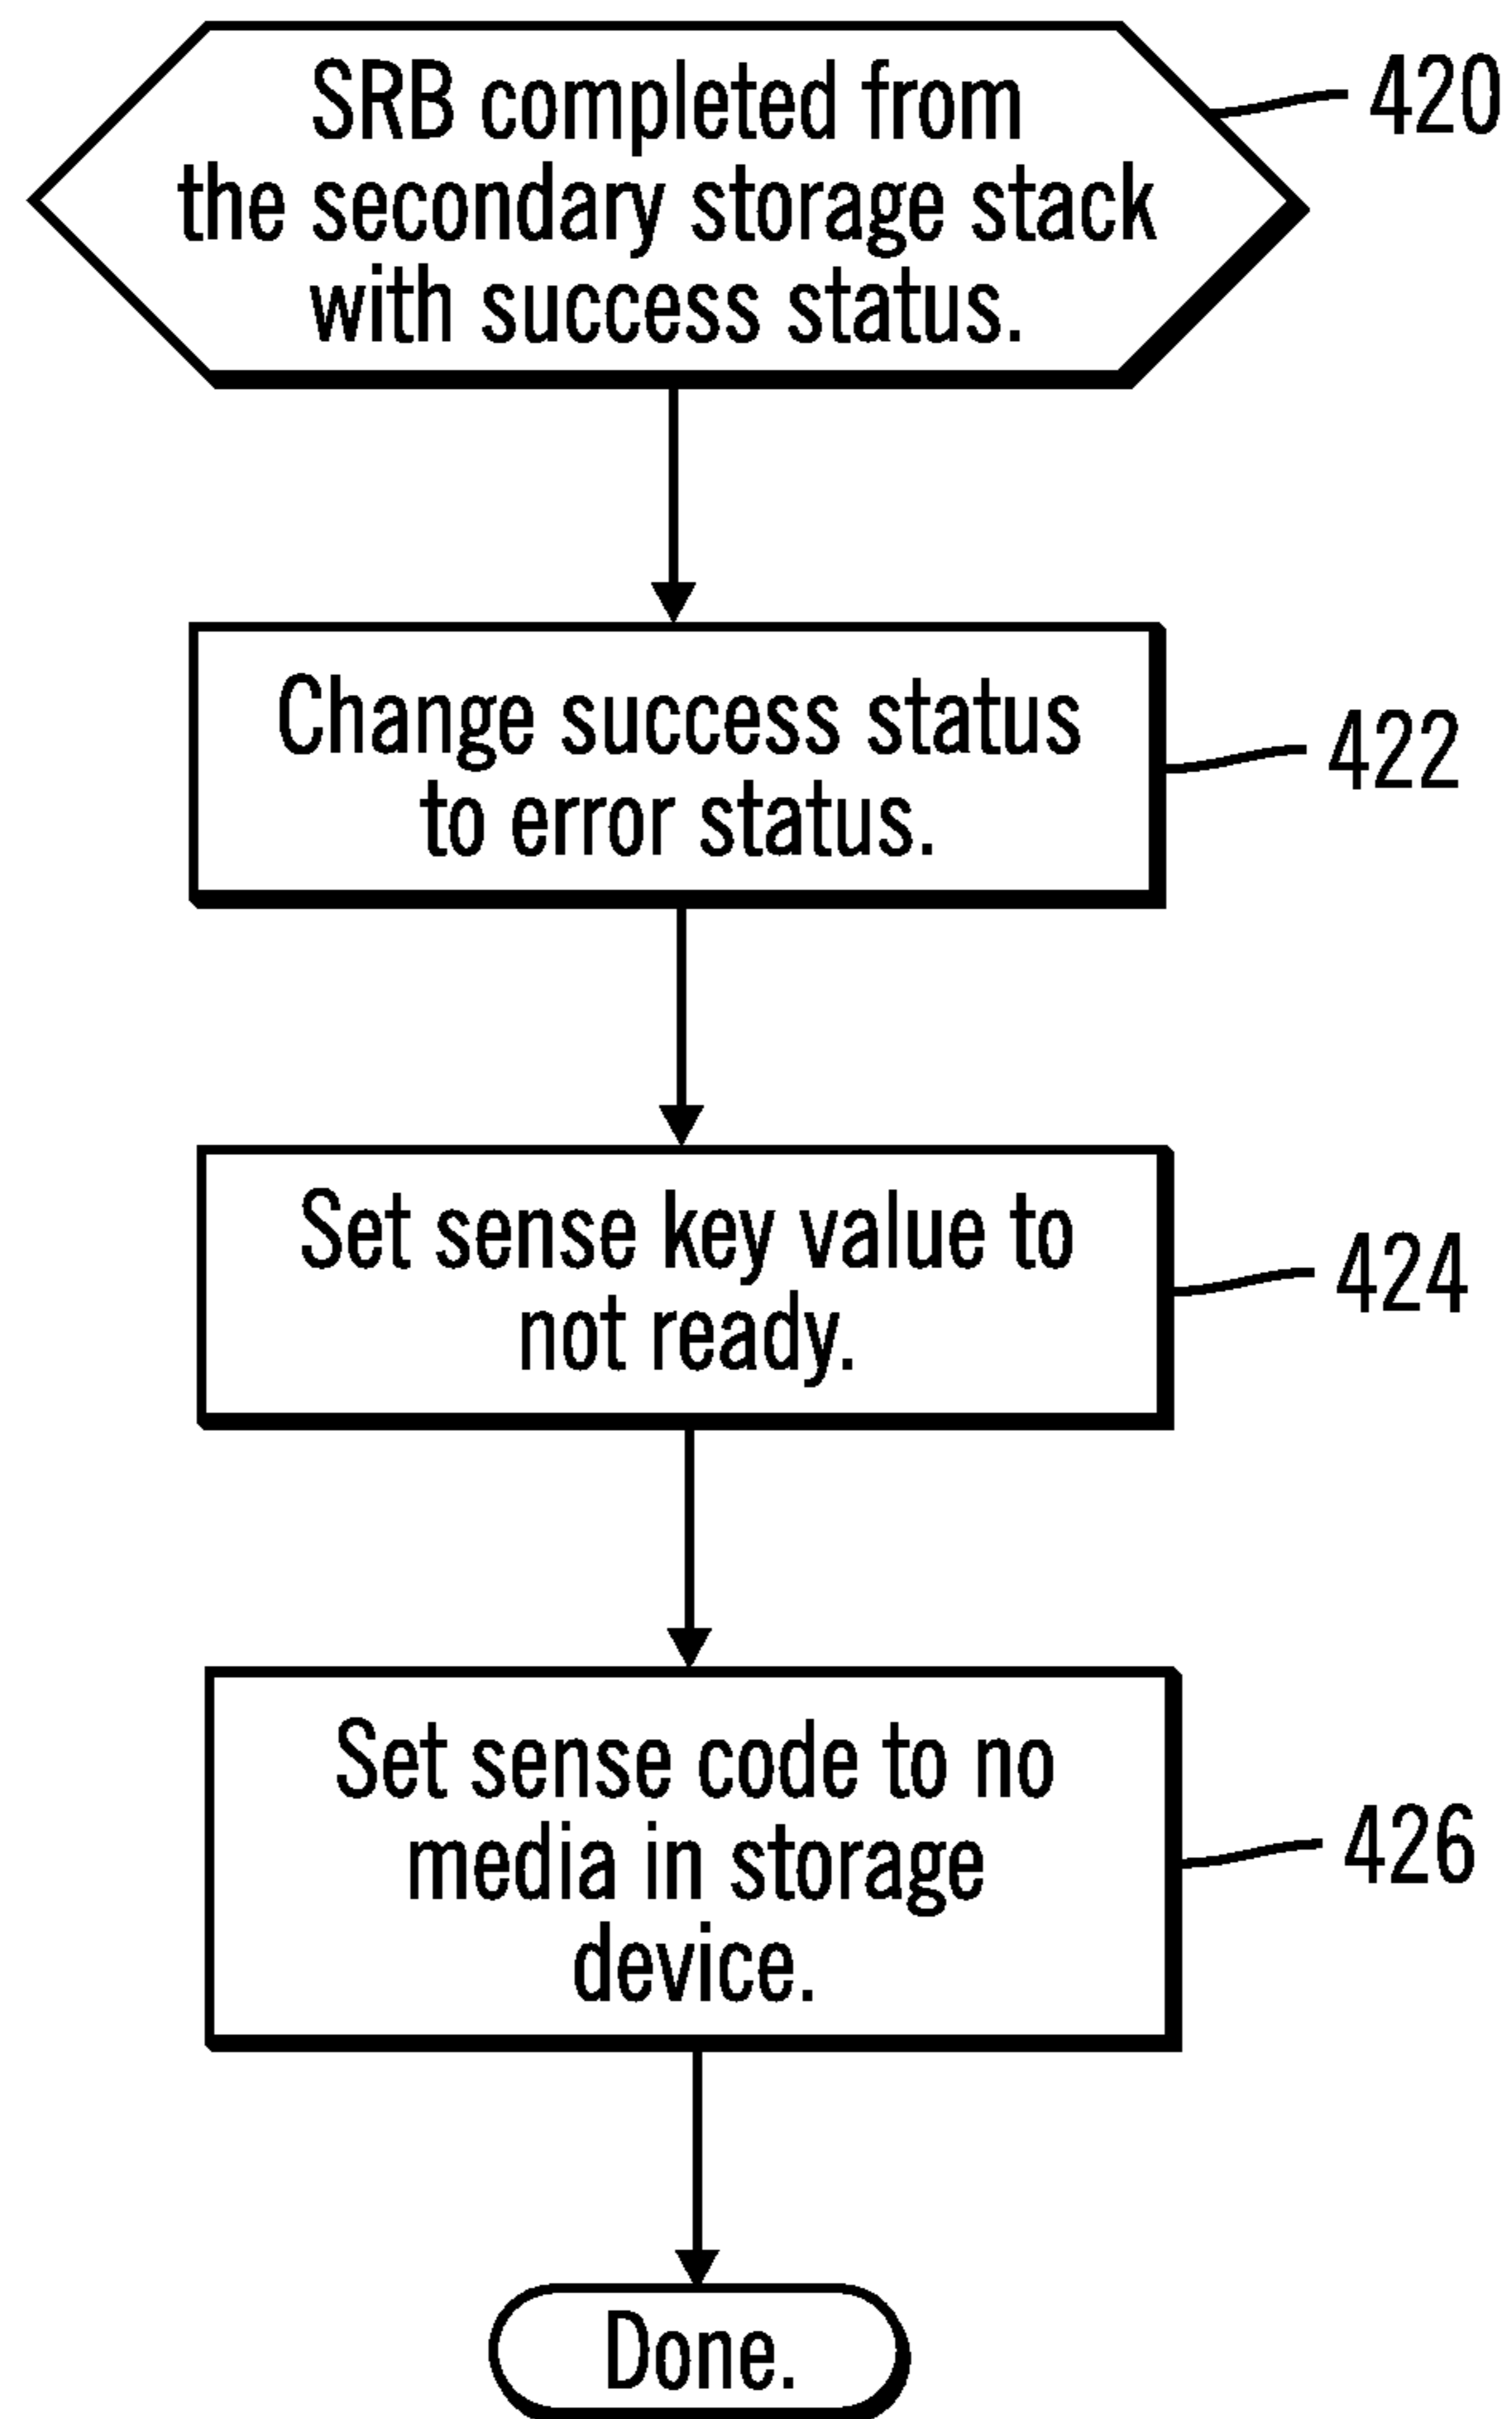 SRB completed from
the secondary storage stack
with success status.
420
Change success status
to error status.
422
Set sense key value to
not ready.
424
Set sense code to no
media in storage
device.
426
Done.